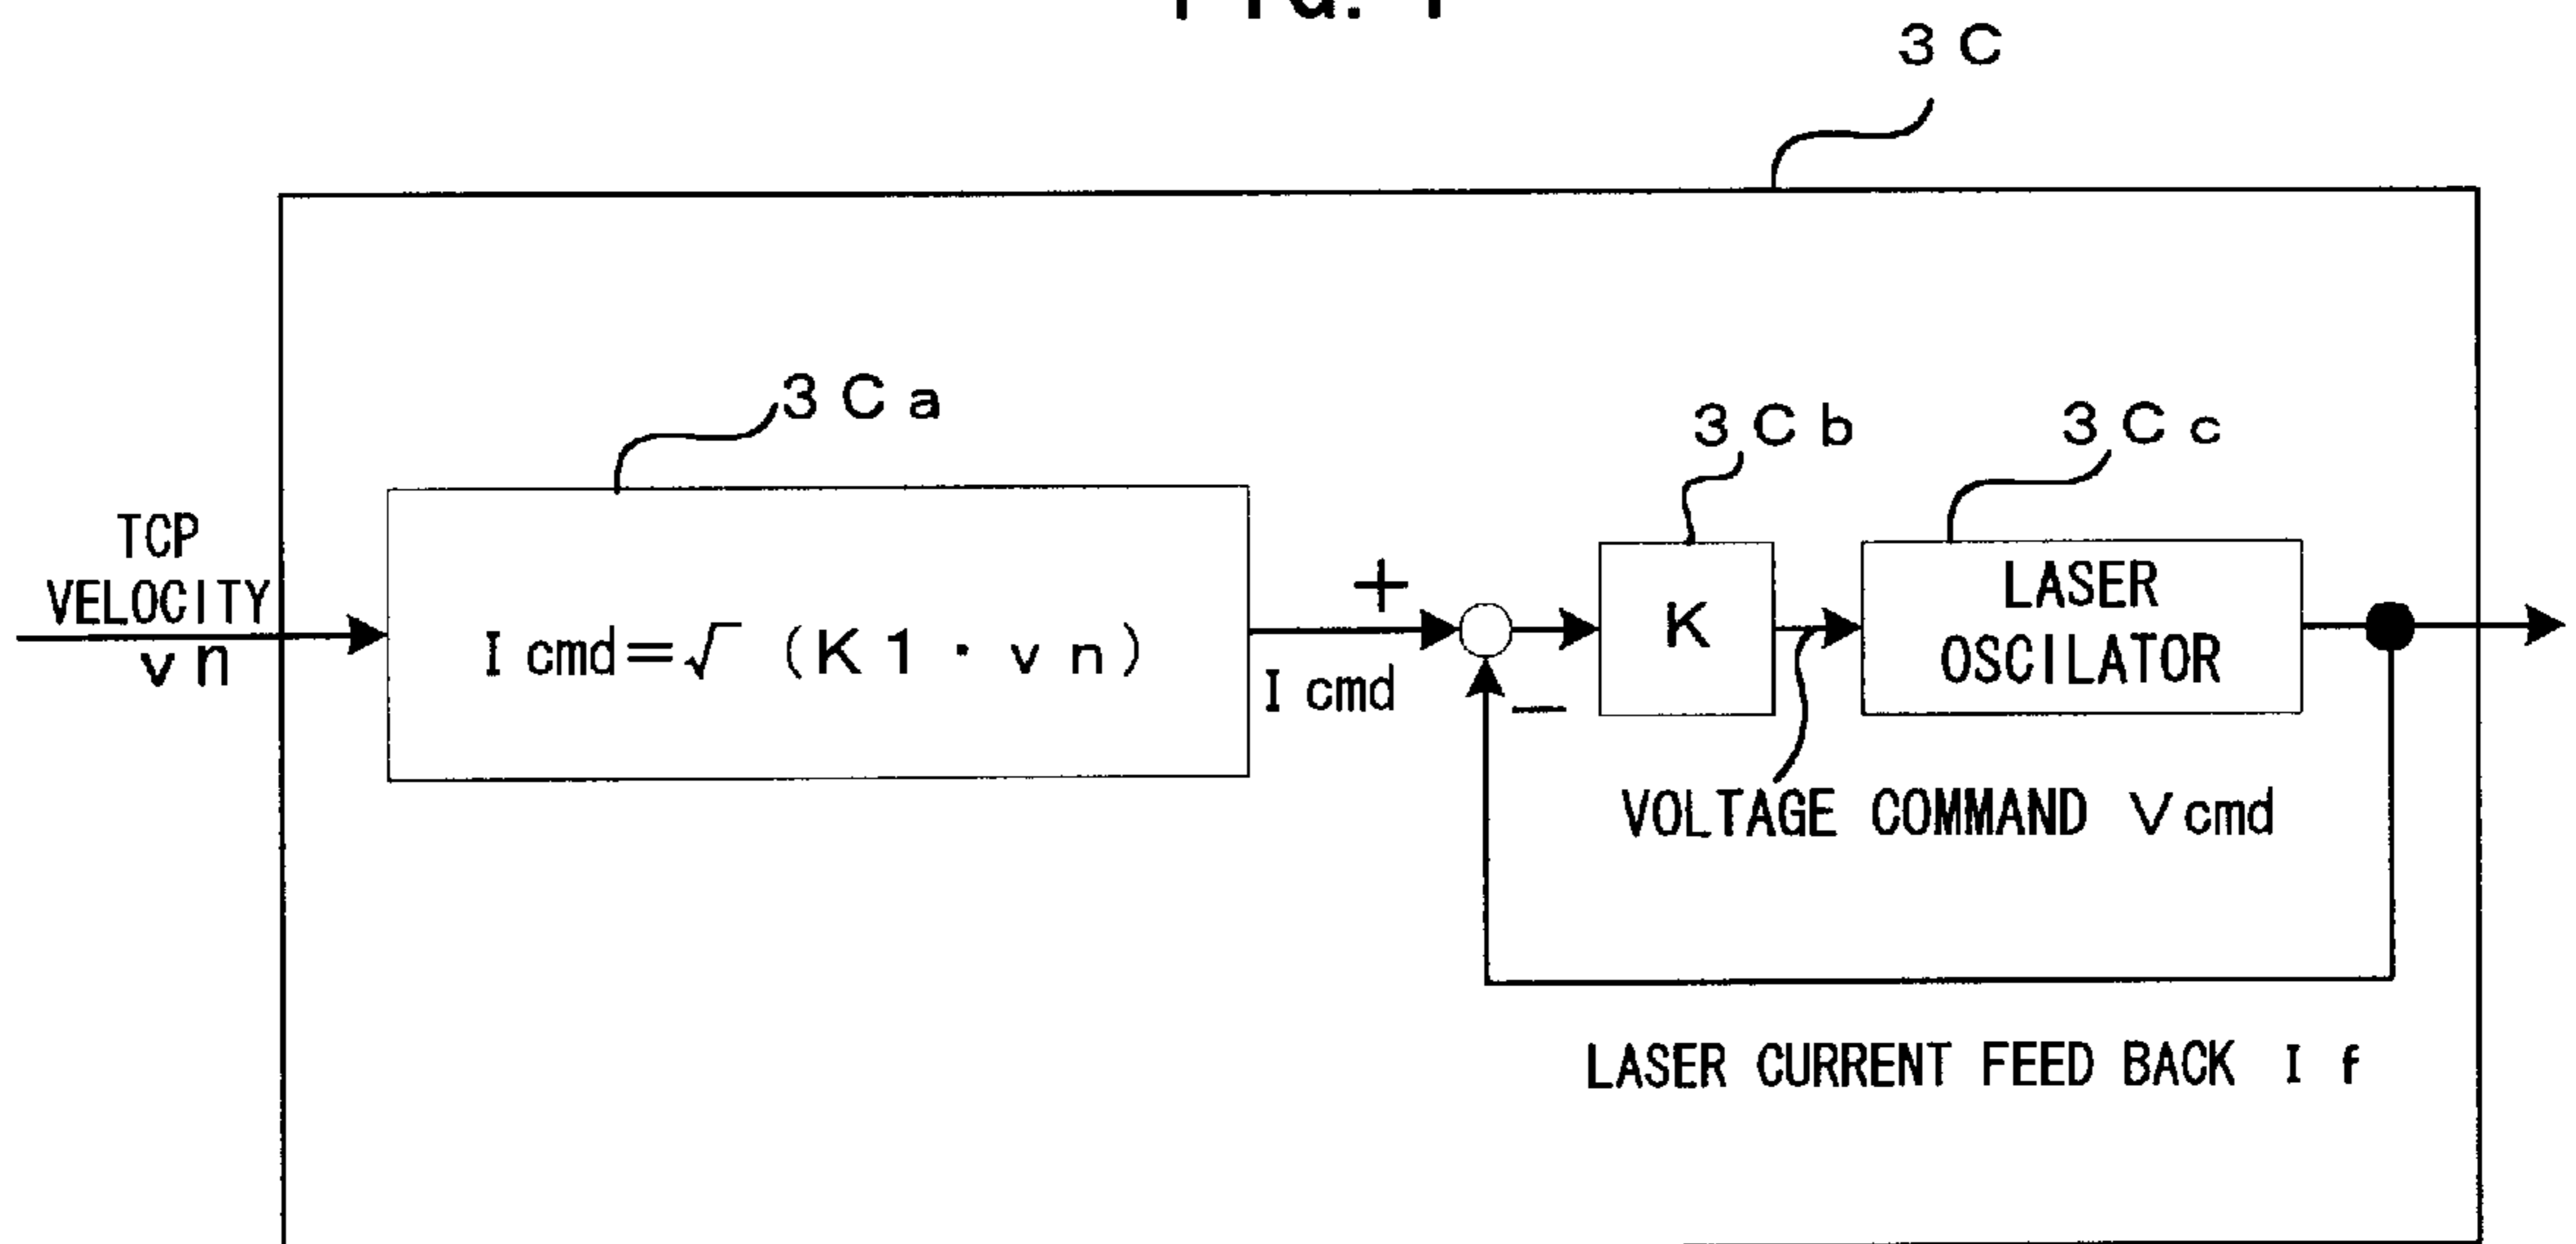 3C
3Ca
3Cb
3Cc
TCP
VELOCITY
vn
Icmd=√(K1・vn)
+
Icmd
−
K
LASER
OSCILATOR
VOLTAGE COMMAND Vcmd
LASER CURRENT FEED BACK If